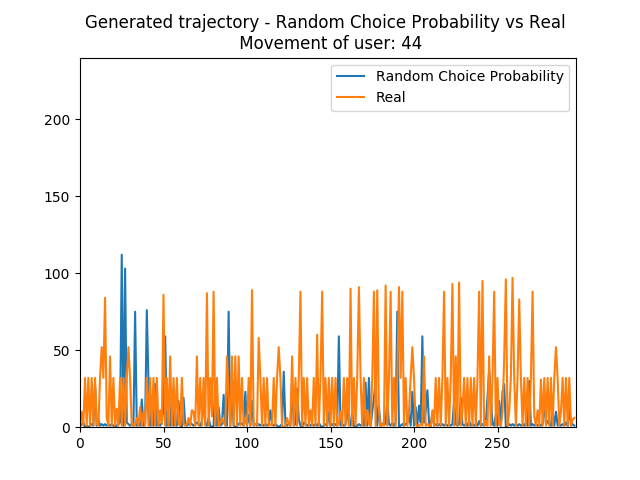 Generated trajectory - Random Choice Probability vs Real
Movement of user: 44
Random Choice Probability
Real
200
150
100
50
0
0 50 100 150 200 250